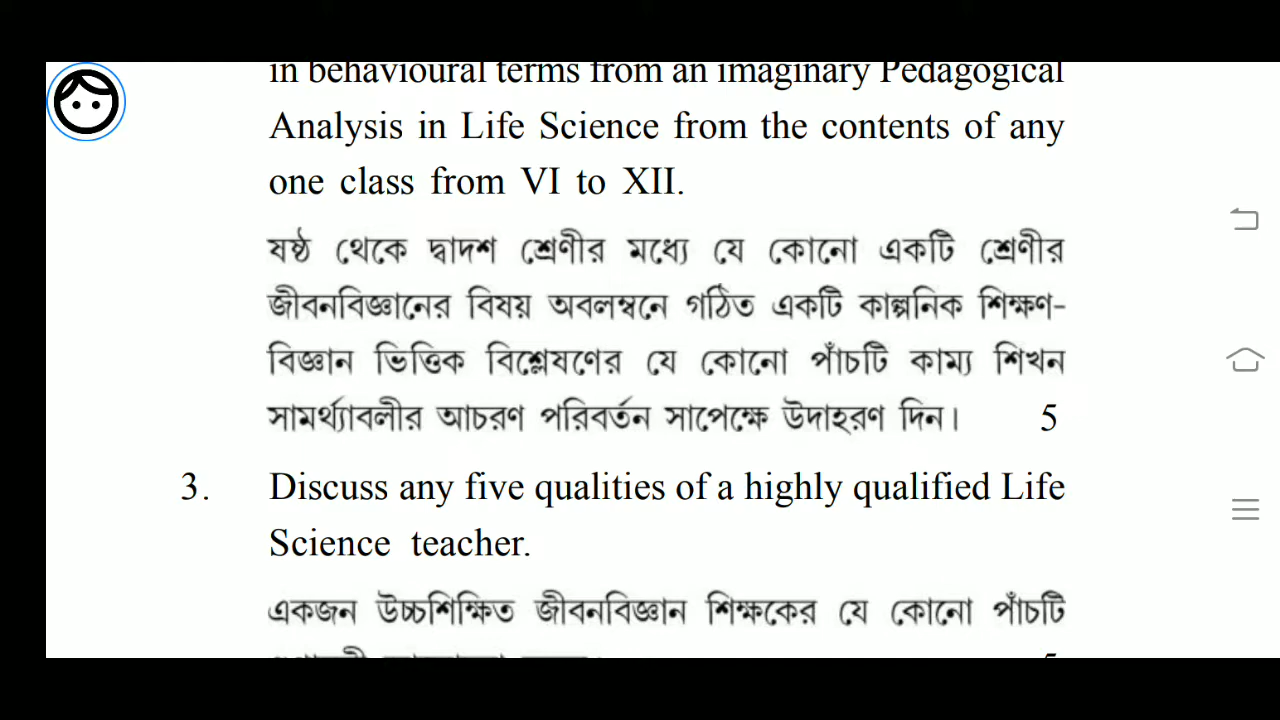 in behavioural terms from an imaginary Pedagogical
Analysis in Life Science from the contents of any
one class from VI to XII.
ষষ্ঠ থেকে দ্বাদশ শ্রেণীর মধ্যে যে কোনো একটি শ্রেণীর
জীবনবিজ্ঞানের বিষয় অবলম্বনে গঠিত একটি কাল্পনিক শিক্ষণ-
বিজ্ঞান ভিত্তিক বিশ্লেষণের যে কোনো পাঁচটি কাম্য শিখন
সামর্থ্যাবলীর আচরণ পরিবর্তন সাপেক্ষে উদাহরণ দিন। 5
3. Discuss any five qualities of a highly qualified Life
Science teacher.
একজন উচ্চশিক্ষিত জীবনবিজ্ঞান শিক্ষকের যে কোনো পাঁচটি